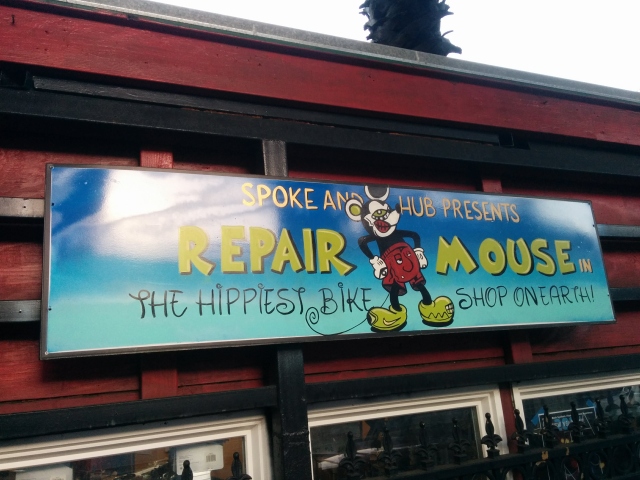 SPOKE AND HUB PRESENTS
REPAIR MOUSE IN
THE HIPPIEST BIKE SHOP ON EARTH!